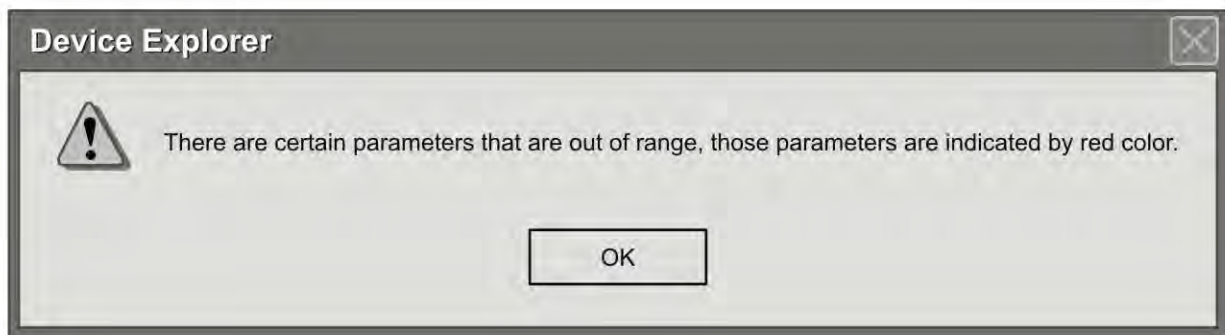 Device Explorer
There are certain parameters that are out of range, those parameters are indicated by red color.
OK